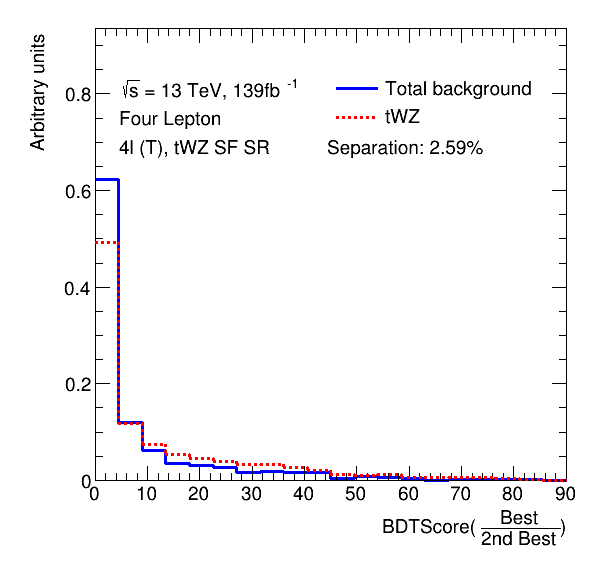 Arbitrary units
√s = 13 TeV, 139fb⁻¹
Four Lepton
4l (T), tWZ SF SR
Total background
tWZ
Separation: 2.59%
0.8
0.6
0.4
0.2
0
0 10 20 30 40 50 60 70 80 90
BDTScore(Best/2nd Best)